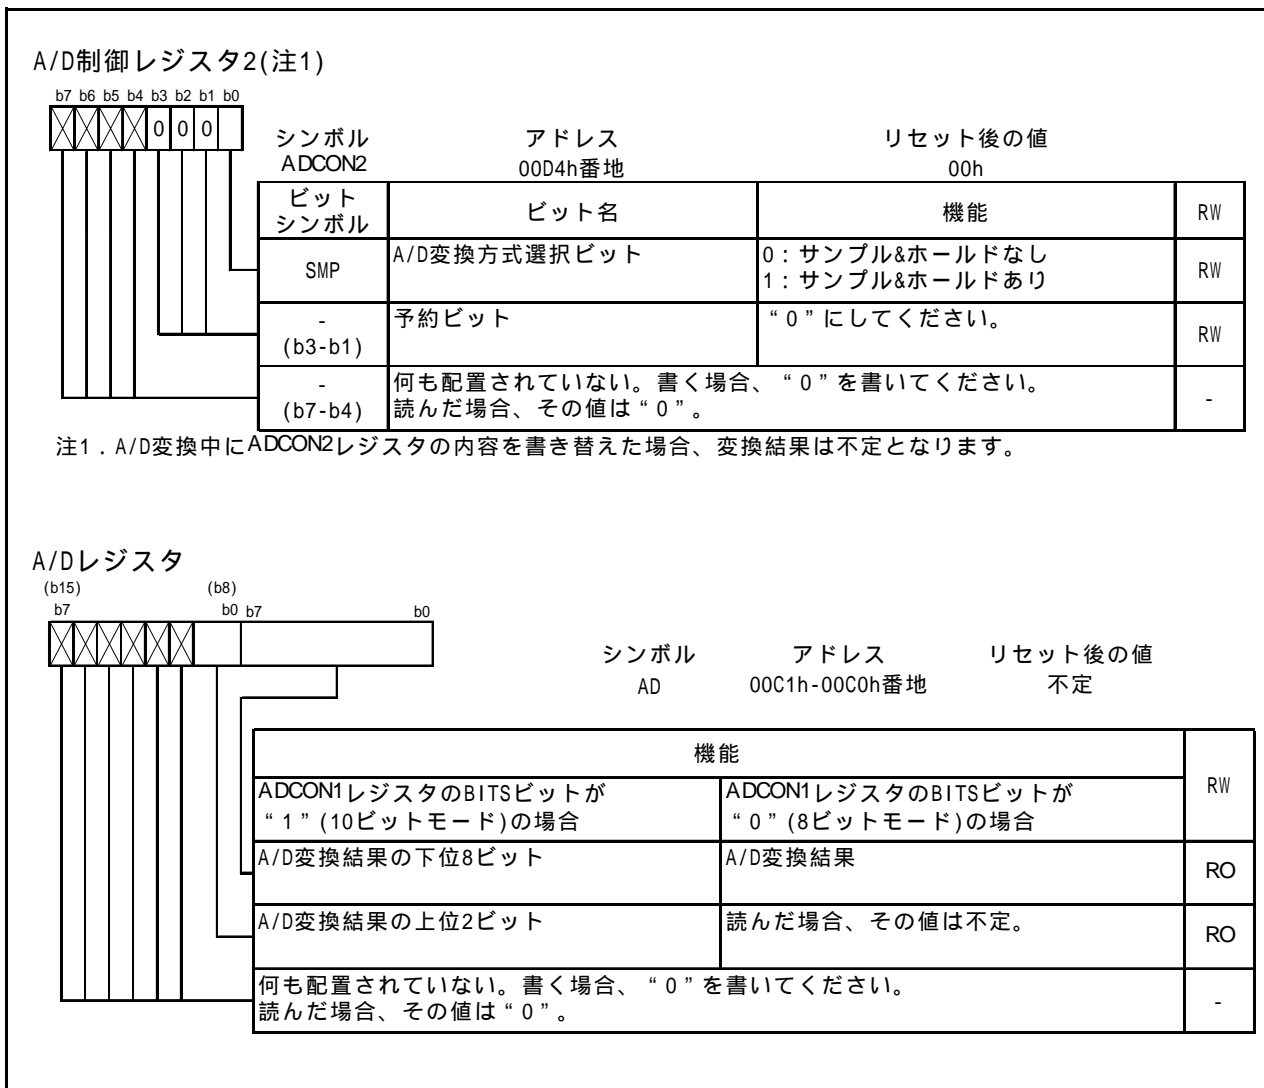 A/D制御レジスタ2(注1)
b7 b6 b5 b4 b3 b2 b1 b0
0 0 0
シンボル アドレス リセット後の値
ADCON2 00D4h番地 00h
ビット
シンボル ビット名 機能 RW
SMP A/D変換方式選択ビット 0：サンプル&ホールドなし
1：サンプル&ホールドあり RW
-
(b3-b1) 予約ビット “0”にしてください。 RW
-
(b7-b4) 何も配置されていない。書く場合、“0”を書いてください。
読んだ場合、その値は“0”。 -
注1．A/D変換中にADCON2レジスタの内容を書き替えた場合、変換結果は不定となります。
A/Dレジスタ
(b15) (b8)
b7 b0 b7 b0
シンボル アドレス リセット後の値
AD 00C1h-00C0h番地 不定
機能 RW
ADCON1レジスタのBITSビットが
“1”(10ビットモード)の場合
ADCON1レジスタのBITSビットが
“0”(8ビットモード)の場合
A/D変換結果の下位8ビット A/D変換結果 RO
A/D変換結果の上位2ビット 読んだ場合、その値は不定。 RO
何も配置されていない。書く場合、“0”を書いてください。
読んだ場合、その値は“0”。 -